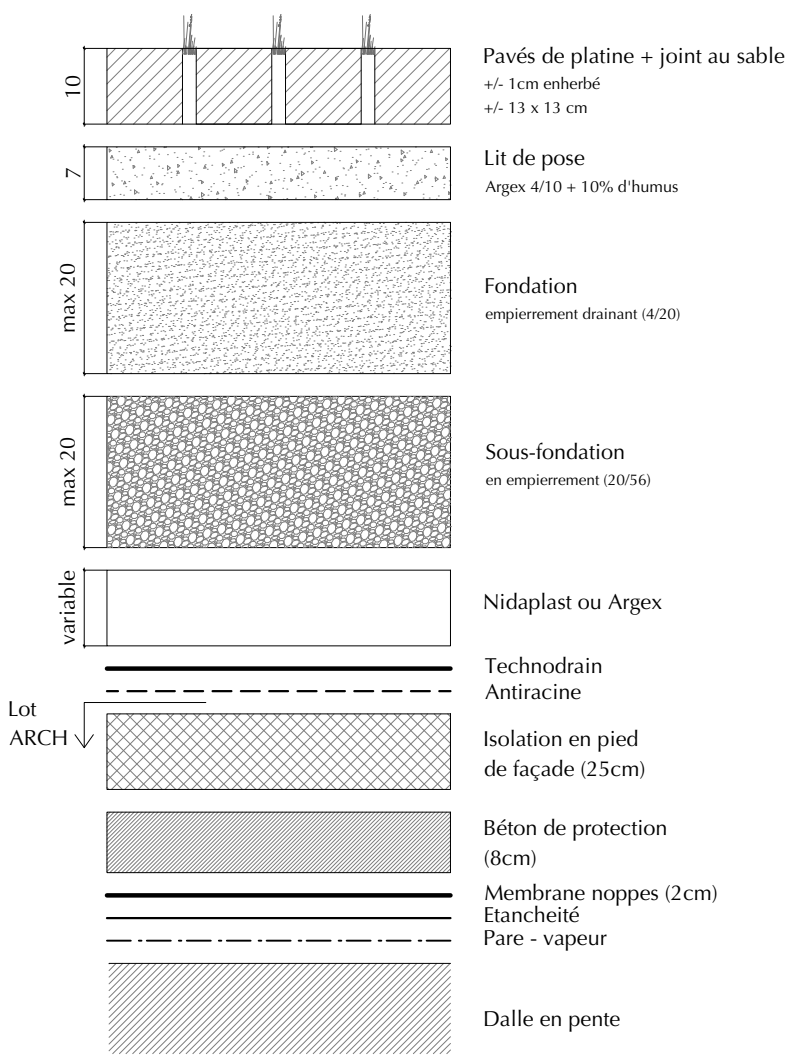 10
Pavés de platine + joint au sable
+/- 1cm enherbé
+/- 13 x 13 cm
7
Lit de pose
Argex 4/10 + 10% d'humus
max 20
Fondation
empierrement drainant (4/20)
max 20
Sous-fondation
en empierrement (20/56)
variable
Nidaplast ou Argex
Technodrain
Antiracine
Lot
ARCH
Isolation en pied
de façade (25cm)
Béton de protection
(8cm)
Membrane noppes (2cm)
Etancheité
Pare - vapeur
Dalle en pente